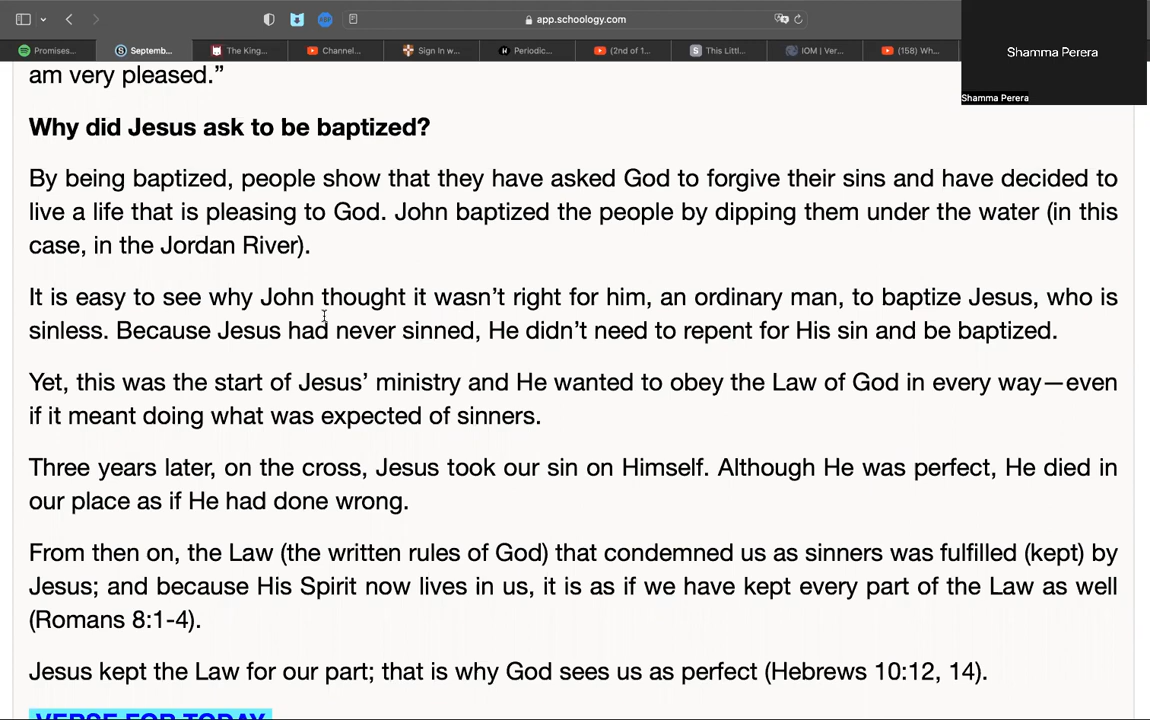 app.schoology.com
Promises... Septemb... The King... Channel... Sign In w... Periodic... (2nd of 1... This Littl... IOM | Ver... (158) Wh...
Shamma Perera
Shamma Perera
am very pleased.”
Why did Jesus ask to be baptized?
By being baptized, people show that they have asked God to forgive their sins and have decided to
live a life that is pleasing to God. John baptized the people by dipping them under the water (in this
case, in the Jordan River).
It is easy to see why John thought it wasn’t right for him, an ordinary man, to baptize Jesus, who is
sinless. Because Jesus had never sinned, He didn’t need to repent for His sin and be baptized.
Yet, this was the start of Jesus’ ministry and He wanted to obey the Law of God in every way—even
if it meant doing what was expected of sinners.
Three years later, on the cross, Jesus took our sin on Himself. Although He was perfect, He died in
our place as if He had done wrong.
From then on, the Law (the written rules of God) that condemned us as sinners was fulfilled (kept) by
Jesus; and because His Spirit now lives in us, it is as if we have kept every part of the Law as well
(Romans 8:1-4).
Jesus kept the Law for our part; that is why God sees us as perfect (Hebrews 10:12, 14).
VERSE FOR TODAY